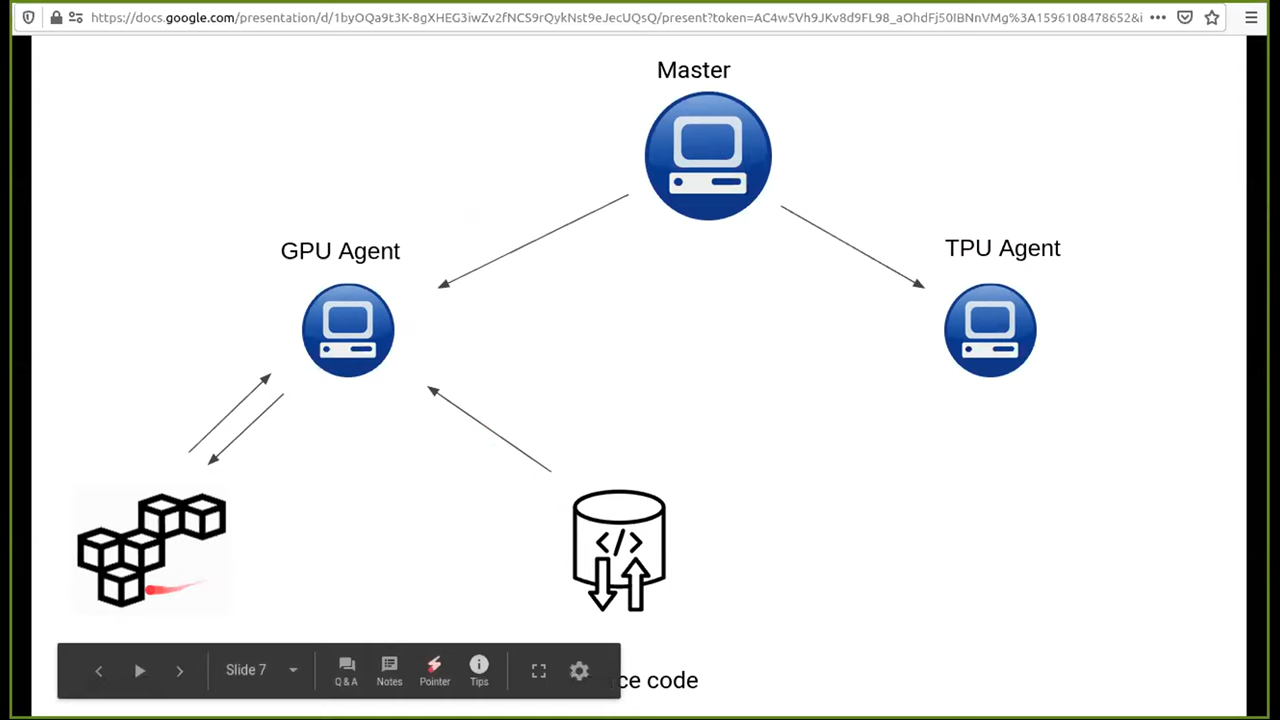 https://docs.google.com/presentation/d/1byOQa9t3K-8gXHEG3iwZv2fNCS9rQykNst9eJecUQsQ/present?token=AC4w5Vh9JKv8d9FL98_aOhdFj50IBNnVMg%3A1596108478652&i
Master
GPU Agent
TPU Agent
</>
Slide 7
Q & A
Notes
Pointer
Tips
ce code